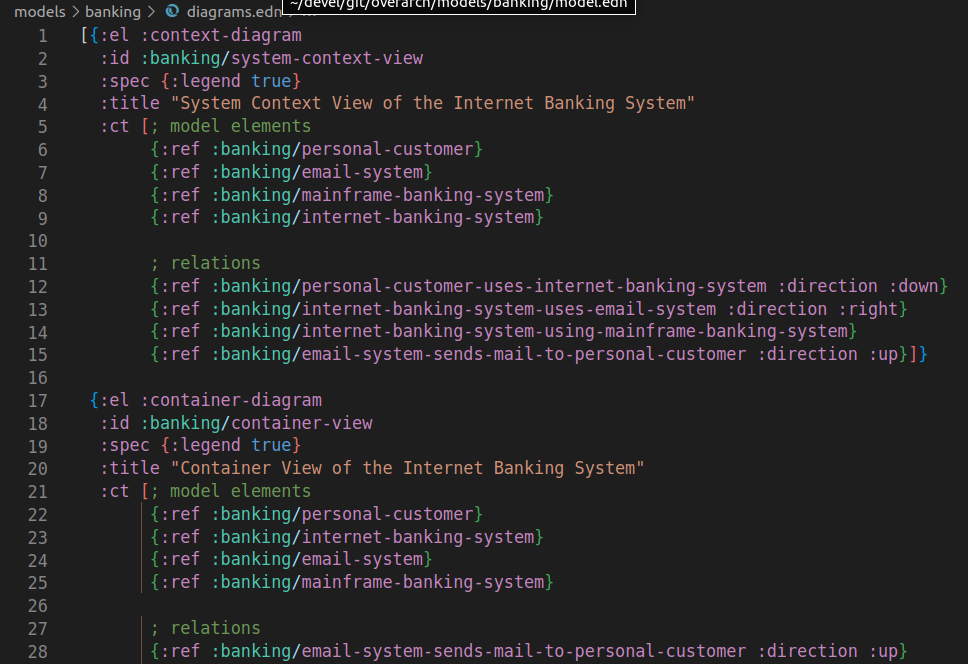 ~/devel/git/overarch/models/banking/model.edn
models > banking > diagrams.edn
1 [{:el :context-diagram
2 :id :banking/system-context-view
3 :spec {:legend true}
4 :title "System Context View of the Internet Banking System"
5 :ct [; model elements
6 {:ref :banking/personal-customer}
7 {:ref :banking/email-system}
8 {:ref :banking/mainframe-banking-system}
9 {:ref :banking/internet-banking-system}
10
11 ; relations
12 {:ref :banking/personal-customer-uses-internet-banking-system :direction :down}
13 {:ref :banking/internet-banking-system-uses-email-system :direction :right}
14 {:ref :banking/internet-banking-system-using-mainframe-banking-system}
15 {:ref :banking/email-system-sends-mail-to-personal-customer :direction :up}]}
16
17 {:el :container-diagram
18 :id :banking/container-view
19 :spec {:legend true}
20 :title "Container View of the Internet Banking System"
21 :ct [; model elements
22 {:ref :banking/personal-customer}
23 {:ref :banking/internet-banking-system}
24 {:ref :banking/email-system}
25 {:ref :banking/mainframe-banking-system}
26
27 ; relations
28 {:ref :banking/email-system-sends-mail-to-personal-customer :direction :up}